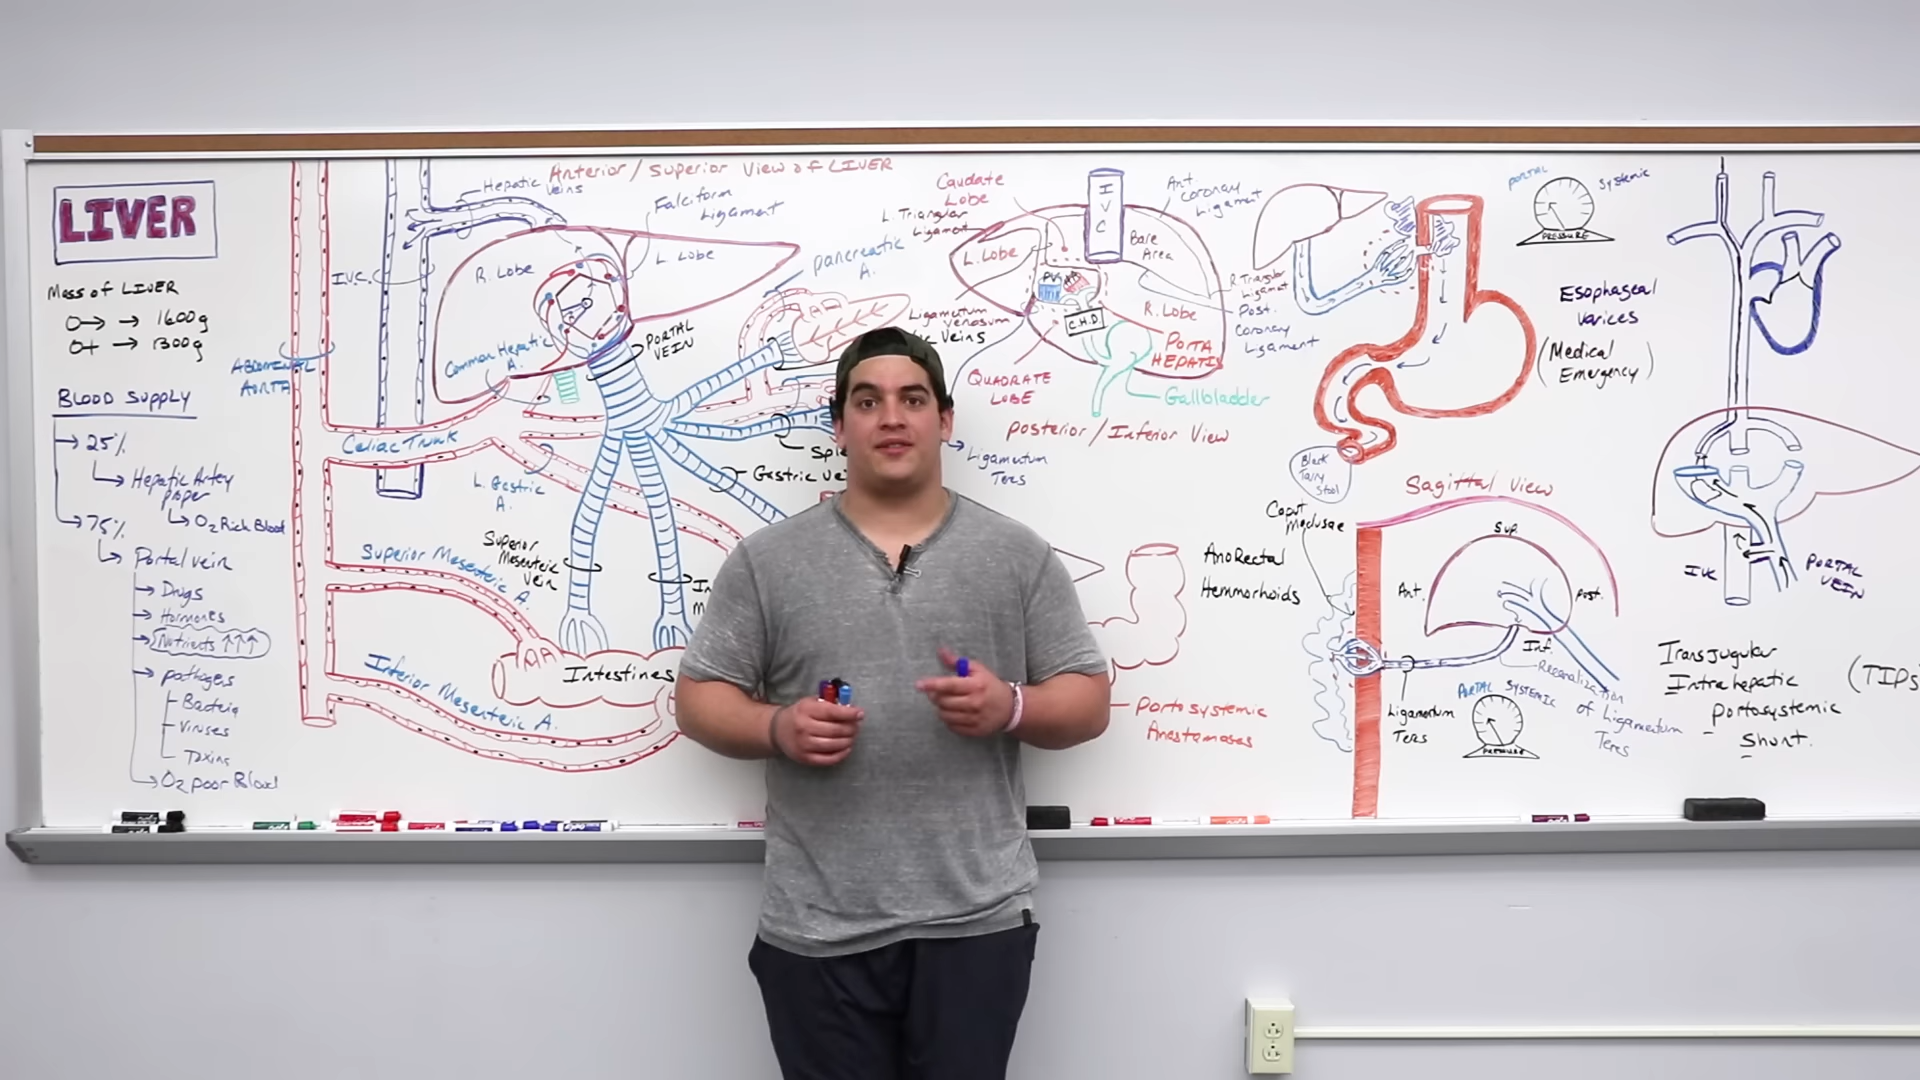 LIVER
Mass of LIVER
→ 1600g
→ 1300g
BLOOD SUPPLY
→ 25%
→ Hepatic Artery
proper
→ O2 Rich Blood
→ 75%
→ Portal vein
→ Drugs
→ Hormones
→ Nutrients ↑↑↑
→ pathogens
- Bacteria
- Viruses
- Toxins
→ O2 poor Blood
Anterior / Superior View of LIVER
Hepatic
Veins
Falciform
Ligament
R. Lobe
L. Lobe
I.V.C.
pancreatic
A.
PORTAL
VEIN
Common Hepatic
A.
ABDOMINAL
AORTA
Celiac Trunk
L. Gastric
A.
Gastric Ve
Superior
Mesenteric
Vein
Superior Mesenteric A.
Inferior Mesenteric A.
Intestines
Caudate
Lobe
L. Triangular
Ligament
IVC
Ant.
Coronary
Ligament
L. Lobe
Bare
Area
R. Triangular
Ligament
Post.
Coronary
Ligament
R. Lobe
C.H.D.
Ligamentum
Venosum
Veins
PORTA
HEPATIS
QUADRATE
LOBE
Gallbladder
Posterior / Inferior View
→ Ligamentum
Teres
PORTAL
Systemic
PRESSURE
Esophageal
Varices
(Medical
Emergency)
Black
Tarry
Stool
Caput
Medusae
Sagittal View
Sup.
Ant.
Post.
Inf.
Recanalization
of Ligamentum
Teres
AnoRectal
Hemmorhoids
Portosystemic
Anastamoses
Ligamentum
Teres
PORTAL
SYSTEMIC
PRESSURE
IVC
PORTAL
VEIN
Transjugular
Intrahepatic
Portosystemic
Shunt.
(TIPS